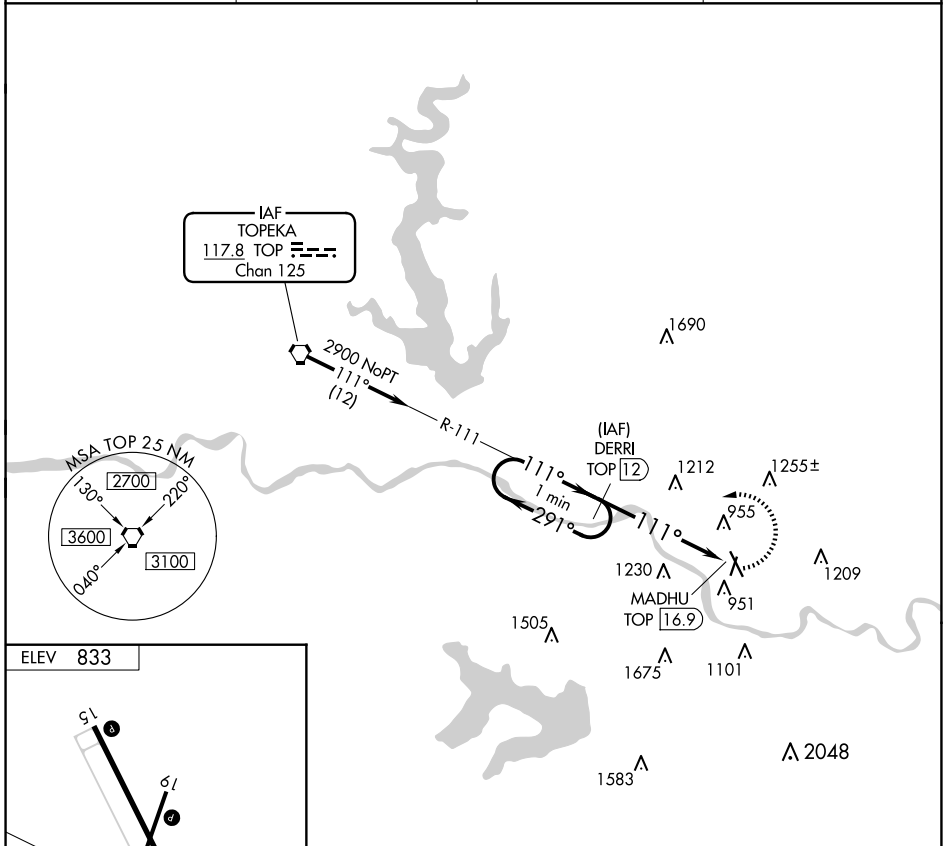 IAF
TOPEKA
117.8 TOP
Chan 125
1690
2900 NoPT
111°
(12)
R-111
(IAF)
DERRI
TOP 12
111°
1 min
291°
1212
1255±
955
111°
MSA TOP 25 NM
2700
130°
220°
3600
3100
040°
1230
1209
951
MADHU
TOP 16.9
1505
1675
1101
ELEV 833
2048
1583
15
19
P
P